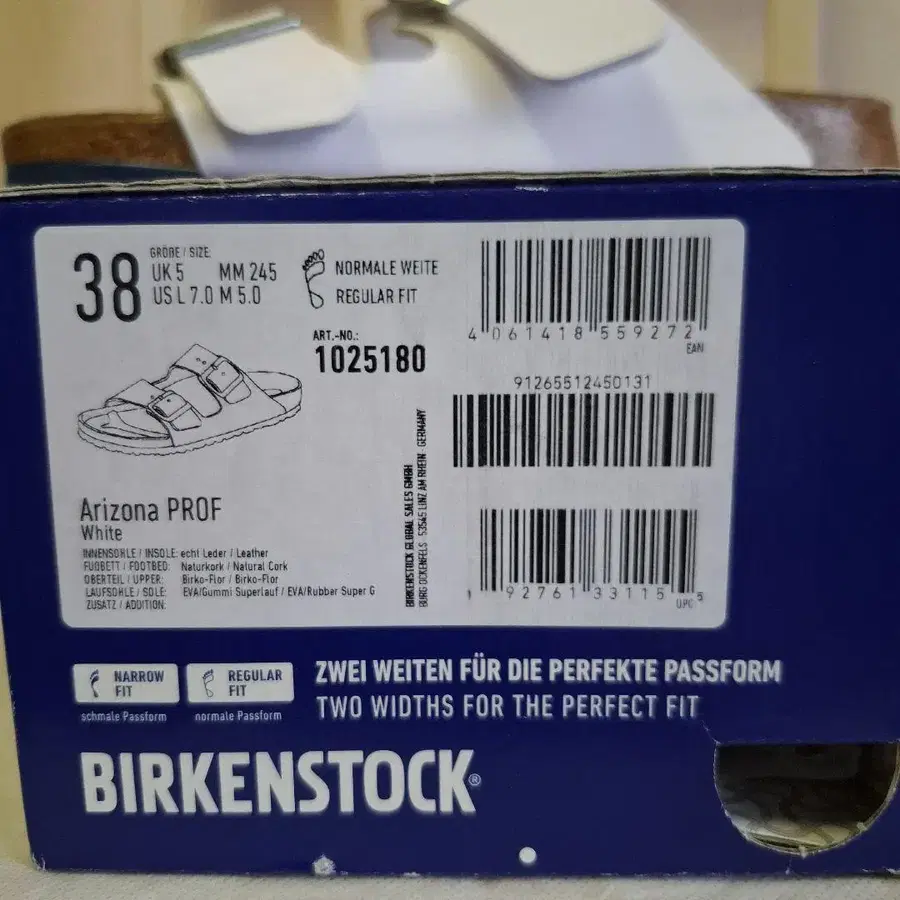 38
GRÖßE / SIZE
UK 5 MM 245
US L 7.0 M 5.0
NORMALE WEITE
REGULAR FIT
ART.-NO.:
1025180
4 061418 559272
EAN
91265512450131
1 92761 33115 5
UPC
BIRKENSTOCK GLOBAL SALES GMBH
BURG OCKENFELS 53545 LINZ AM RHEIN GERMANY
Arizona PROF
White
INNENSOHLE / INSOLE: echt Leder / Leather
FUßBETT / FOOTBED: Naturkork / Natural Cork
OBERTEIL / UPPER: Birko-Flor / Birko-Flor
LAUFSOHLE / SOLE: EVA/Gummi Superlauf / EVA/Rubber Super G
ZUSATZ / ADDITION:
NARROW
FIT
schmale Passform
REGULAR
FIT
normale Passform
ZWEI WEITEN FÜR DIE PERFEKTE PASSFORM
TWO WIDTHS FOR THE PERFECT FIT
BIRKENSTOCK®